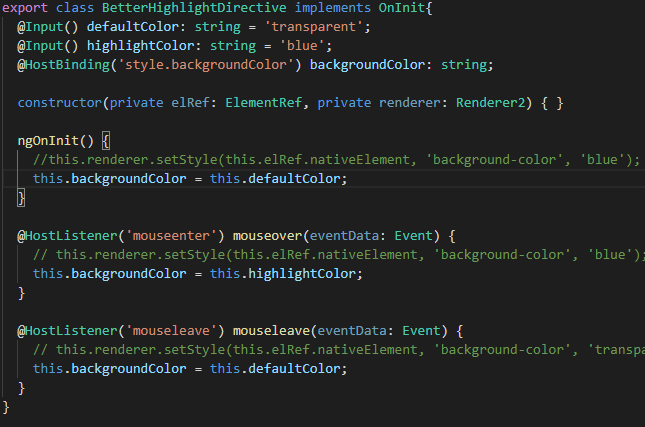 export class BetterHighlightDirective implements OnInit{
  @Input() defaultColor: string = 'transparent';
  @Input() highlightColor: string = 'blue';
  @HostBinding('style.backgroundColor') backgroundColor: string;

  constructor(private elRef: ElementRef, private renderer: Renderer2) { }

  ngOnInit() {
    //this.renderer.setStyle(this.elRef.nativeElement, 'background-color', 'blue');
    this.backgroundColor = this.defaultColor;
  }

  @HostListener('mouseenter') mouseover(eventData: Event) {
    // this.renderer.setStyle(this.elRef.nativeElement, 'background-color', 'blue');
    this.backgroundColor = this.highlightColor;
  }

  @HostListener('mouseleave') mouseleave(eventData: Event) {
    // this.renderer.setStyle(this.elRef.nativeElement, 'background-color', 'transpa
    this.backgroundColor = this.defaultColor;
  }
}